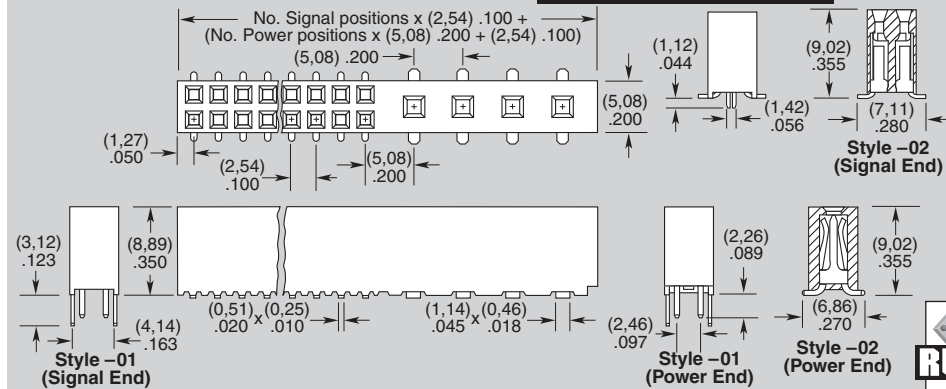 No. Signal positions x (2,54) .100 +
(No. Power positions x (5,08) .200 + (2,54) .100)
(5,08) .200
(1,12)
.044
(9,02)
.355
(5,08)
.200
(1,42)
.056
(7,11)
.280
Style –02
(Signal End)
(1,27)
.050
(2,54)
.100
(5,08)
.200
(3,12)
.123
(8,89)
.350
(2,26)
.089
(9,02)
.355
(0,51) x (0,25)
.020 .010
(1,14) x (0,46)
.045 .018
(4,14)
.163
(2,46)
.097
(6,86)
.270
Style –01
(Signal End)
Style –01
(Power End)
Style –02
(Power End)